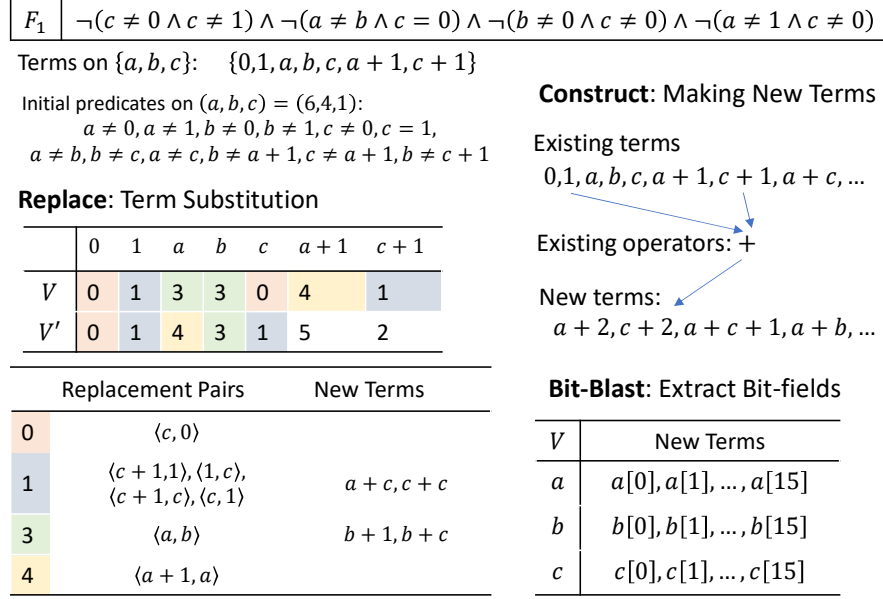 F₁ ¬(c ≠ 0 ∧ c ≠ 1) ∧ ¬(a ≠ b ∧ c = 0) ∧ ¬(b ≠ 0 ∧ c ≠ 0) ∧ ¬(a ≠ 1 ∧ c ≠ 0)
Terms on {a, b, c}: {0,1, a, b, c, a + 1, c + 1}
Initial predicates on (a, b, c) = (6,4,1):
a ≠ 0, a ≠ 1, b ≠ 0, b ≠ 1, c ≠ 0, c = 1,
a ≠ b, b ≠ c, a ≠ c, b ≠ a + 1, c ≠ a + 1, b ≠ c + 1
Replace: Term Substitution
0 1 a b c a + 1 c + 1
V 0 1 3 3 0 4 1
V′ 0 1 4 3 1 5 2
Replacement Pairs New Terms
0 ⟨c, 0⟩
1 ⟨c + 1,1⟩, ⟨1, c⟩,
⟨c + 1, c⟩, ⟨c, 1⟩ a + c, c + c
3 ⟨a, b⟩ b + 1, b + c
4 ⟨a + 1, a⟩
Construct: Making New Terms
Existing terms
0,1, a, b, c, a + 1, c + 1, a + c, …
Existing operators: +
New terms:
a + 2, c + 2, a + c + 1, a + b, …
Bit-Blast: Extract Bit-fields
V New Terms
a a[0], a[1], … , a[15]
b b[0], b[1], … , b[15]
c c[0], c[1], … , c[15]